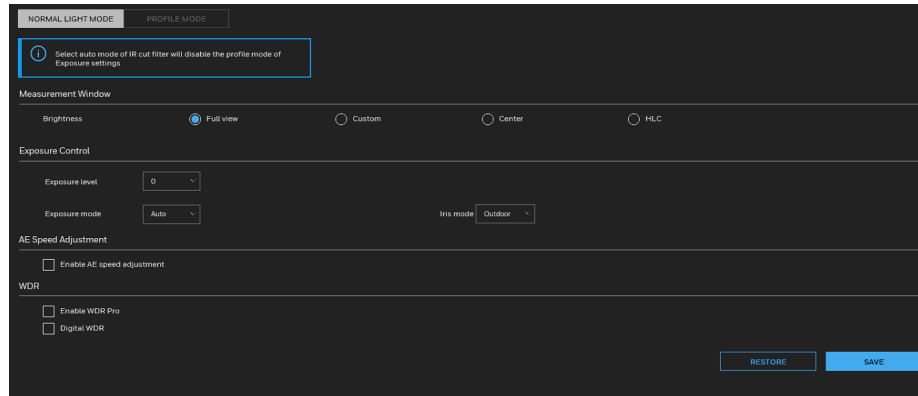 NORMAL LIGHT MODE PROFILE MODE
Select auto mode of IR cut filter will disable the profile mode of
Exposure settings
Measurement Window
Brightness Full view Custom Center HLC
Exposure Control
Exposure level 0
Exposure mode Auto Iris mode Outdoor
AE Speed Adjustment
Enable AE speed adjustment
WDR
Enable WDR Pro
Digital WDR
RESTORE SAVE